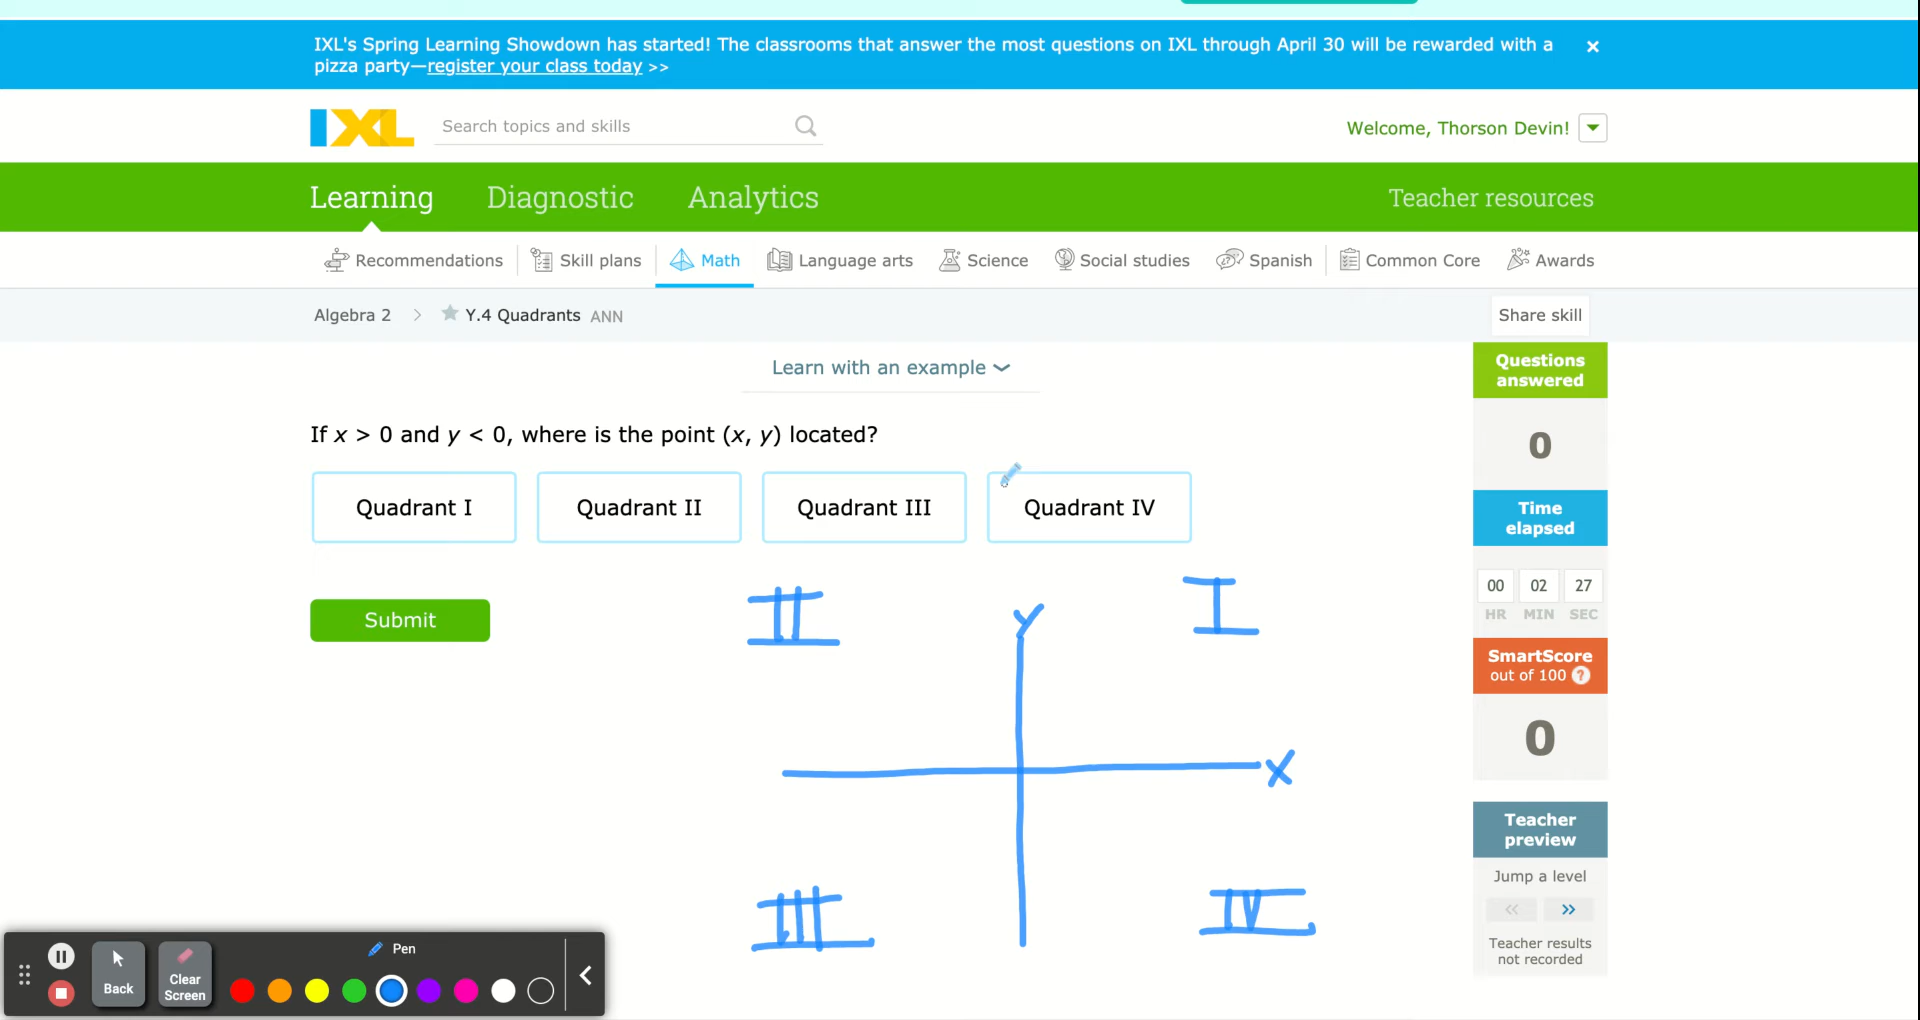 IXL's Spring Learning Showdown has started! The classrooms that answer the most questions on IXL through April 30 will be rewarded with a
pizza party—register your class today >>
IXL
Search topics and skills
Welcome, Thorson Devin!
Learning
Diagnostic
Analytics
Teacher resources
Recommendations
Skill plans
Math
Language arts
Science
Social studies
Spanish
Common Core
Awards
Algebra 2
Y.4 Quadrants ANN
Share skill
Learn with an example
If x > 0 and y < 0, where is the point (x, y) located?
Quadrant I
Quadrant II
Quadrant III
Quadrant IV
Submit
II
I
Y
X
III
IV
Questions
answered
0
Time
elapsed
00
02
27
HR
MIN
SEC
SmartScore
out of 100 ?
0
Teacher
preview
Jump a level
<<
>>
Teacher results
not recorded
Back
Clear
Screen
Pen